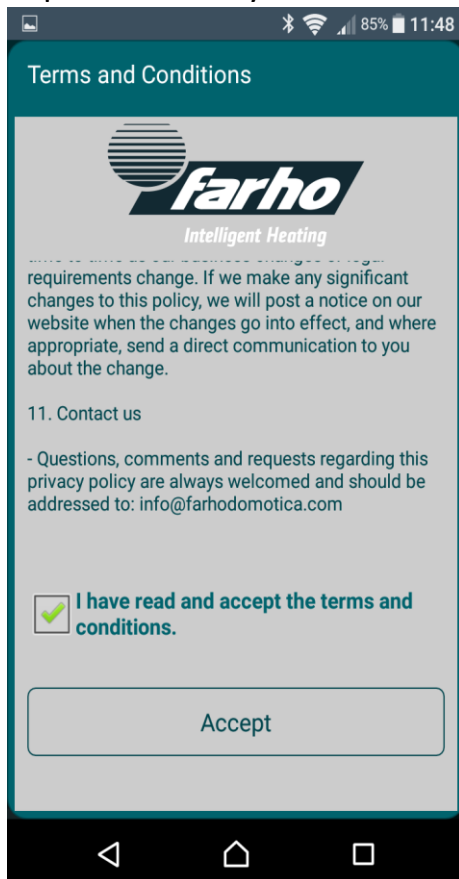 85% 11:48
Terms and Conditions
farho
Intelligent Heating
requirements change. If we make any significant
changes to this policy, we will post a notice on our
website when the changes go into effect, and where
appropriate, send a direct communication to you
about the change.
11. Contact us
- Questions, comments and requests regarding this
privacy policy are always welcomed and should be
addressed to: info@farhodomotica.com
I have read and accept the terms and
conditions.
Accept